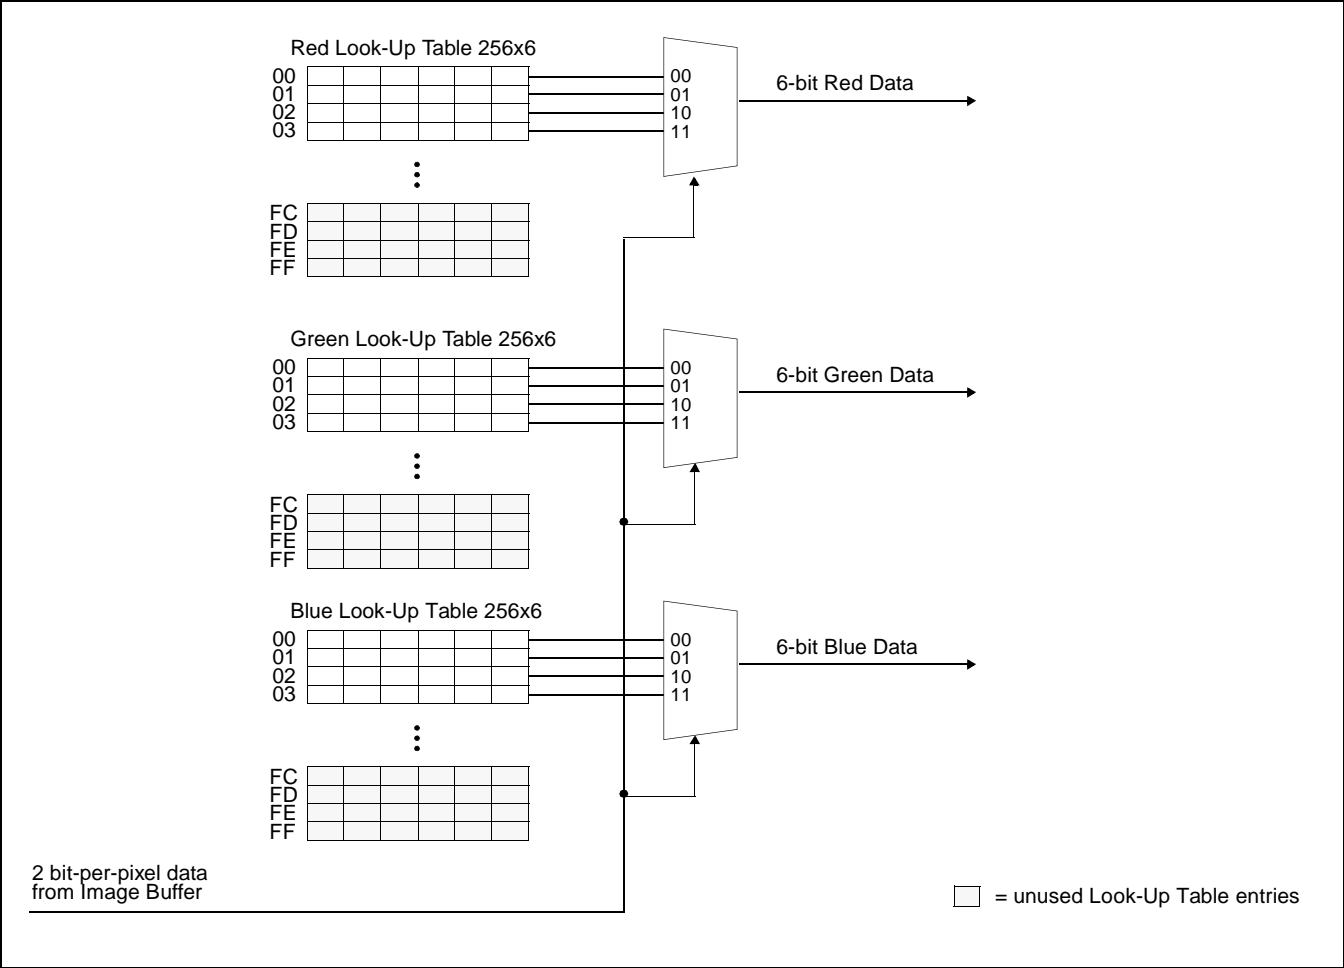 Red Look-Up Table 256x6
00
01
02
03
FC
FD
FE
FF
00
01
10
11
6-bit Red Data
Green Look-Up Table 256x6
00
01
02
03
FC
FD
FE
FF
00
01
10
11
6-bit Green Data
Blue Look-Up Table 256x6
00
01
02
03
FC
FD
FE
FF
00
01
10
11
6-bit Blue Data
2 bit-per-pixel data
from Image Buffer
= unused Look-Up Table entries